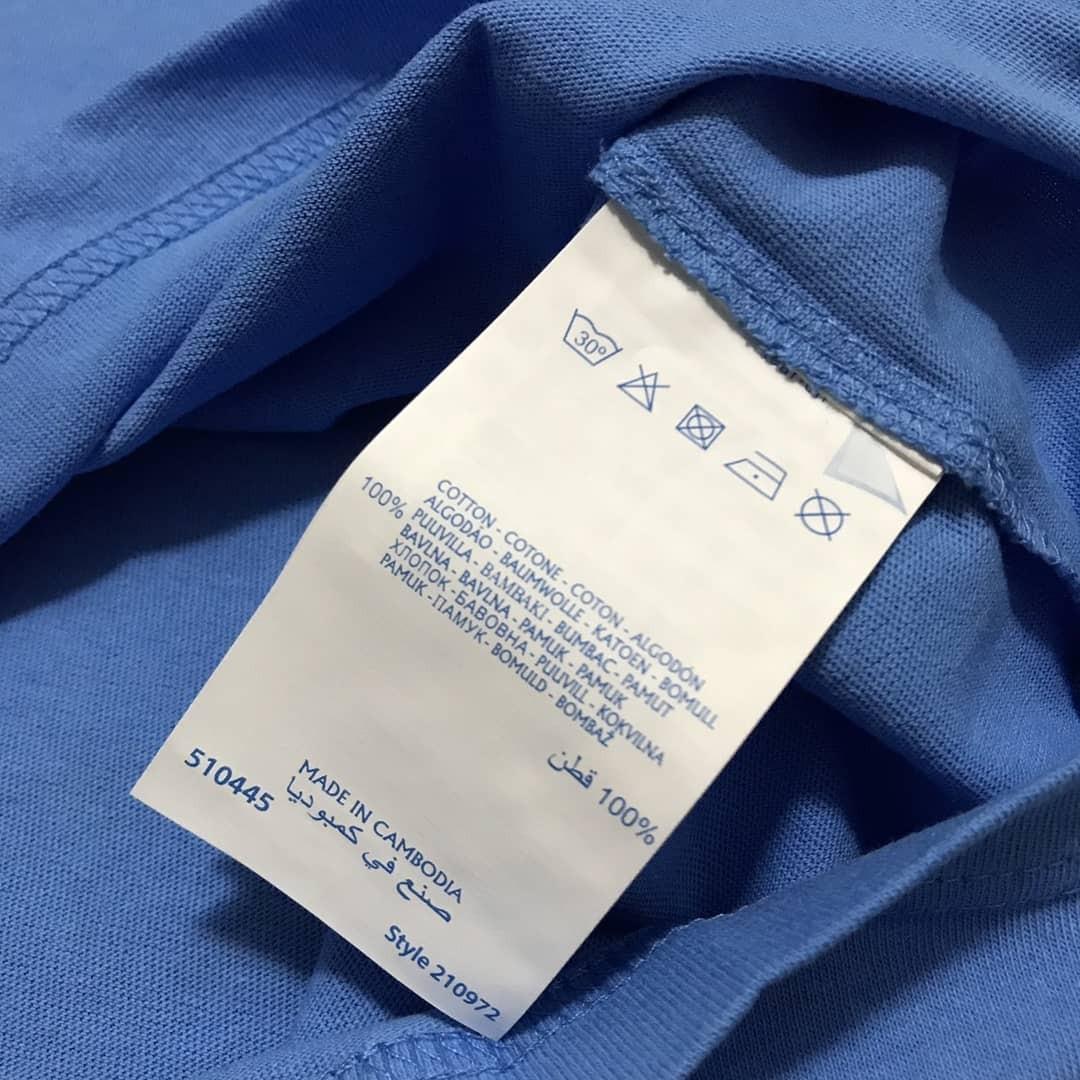 30°
100%
COTTON - COTONE - COTON - ALGODÓN
ALGODÃO - BAUMWOLLE - KATOEN - BOMULL
PUUVILLA - BAMBAKI - BUMBAC - PAMUT
BAVLNA - BAVLNA - PAMUK - PAMUK
ХЛОПОК - БАВОВНА - PUUVILL - KOKVILNA
PAMUK - ПАМУК - BOMULD - BOMBAŽ
100% قطن
MADE IN CAMBODIA
صنع في كمبوديا
510445
Style 210972